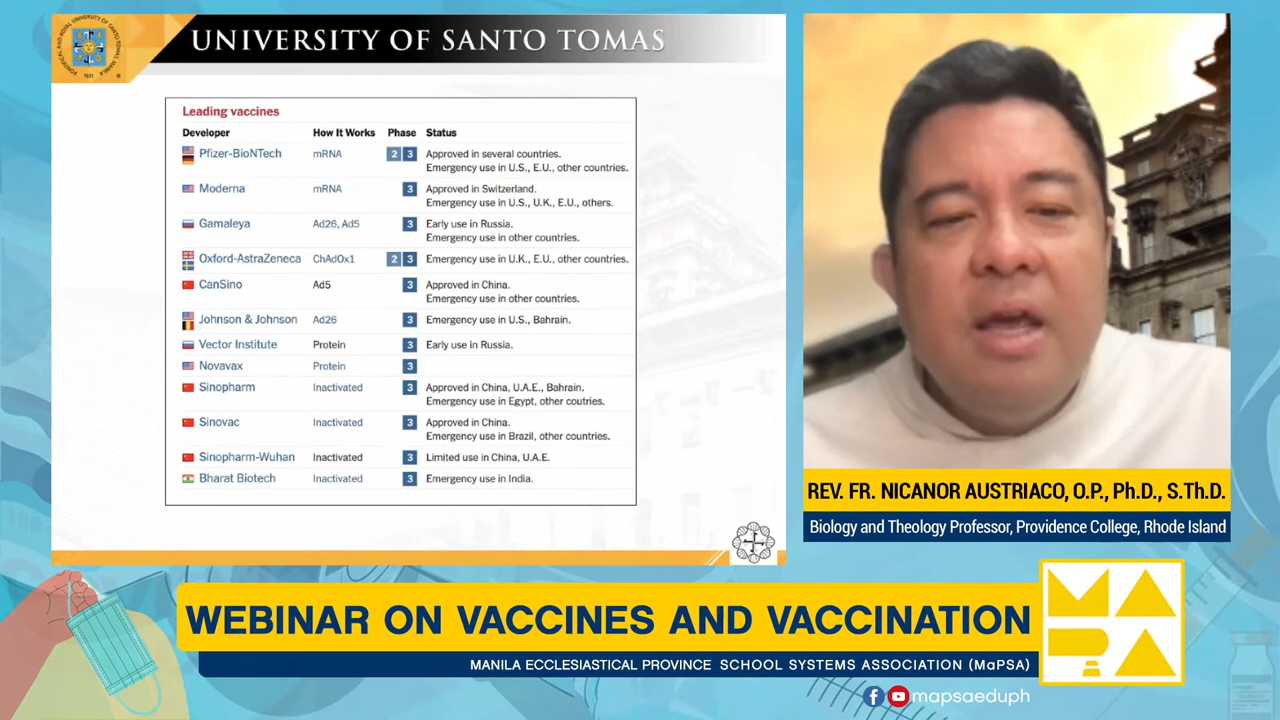 UNIVERSITY OF SANTO TOMAS
Leading vaccines
Developer How It Works Phase Status
Pfizer-BioNTech mRNA 2 3 Approved in several countries.
Emergency use in U.S., E.U., other countries.
Moderna mRNA 3 Approved in Switzerland.
Emergency use in U.S., U.K., E.U., others.
Gamaleya Ad26, Ad5 3 Early use in Russia.
Emergency use in other countries.
Oxford-AstraZeneca ChAdOx1 2 3 Emergency use in U.K., E.U., other countries.
CanSino Ad5 3 Approved in China.
Emergency use in other countries.
Johnson & Johnson Ad26 3 Emergency use in U.S., Bahrain.
Vector Institute Protein 3 Early use in Russia.
Novavax Protein 3
Sinopharm Inactivated 3 Approved in China, U.A.E., Bahrain.
Emergency use in Egypt, other coutries.
Sinovac Inactivated 3 Approved in China.
Emergency use in Brazil, other countries.
Sinopharm-Wuhan Inactivated 3 Limited use in China, U.A.E.
Bharat Biotech Inactivated 3 Emergency use in India.
REV. FR. NICANOR AUSTRIACO, O.P., Ph.D., S.Th.D.
Biology and Theology Professor, Providence College, Rhode Island
WEBINAR ON VACCINES AND VACCINATION
MANILA ECCLESIASTICAL PROVINCE SCHOOL SYSTEMS ASSOCIATION (MaPSA)
MAPSA
mapsaeduph